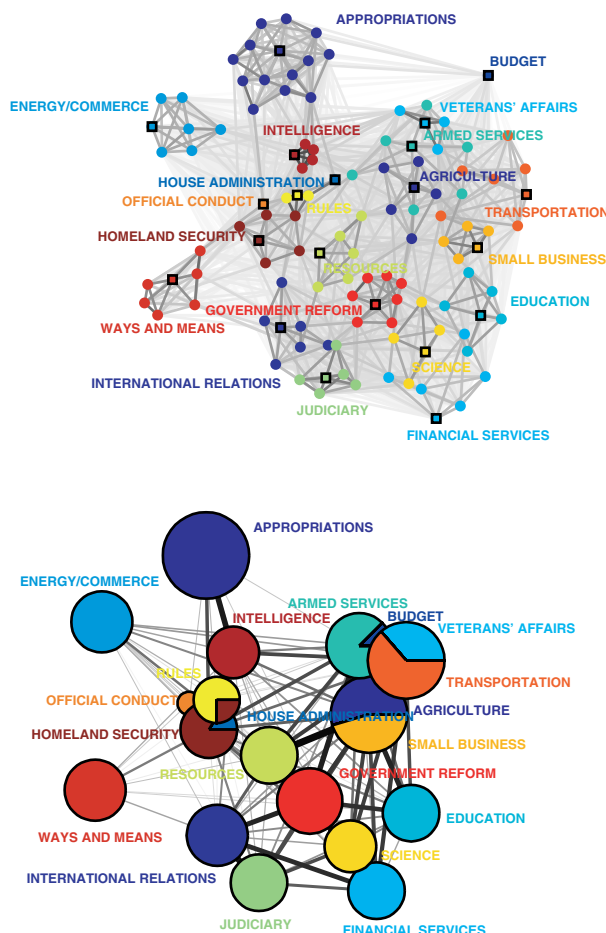 APPROPRIATIONS
BUDGET
ENERGY/COMMERCE
VETERANS' AFFAIRS
INTELLIGENCE
ARMED SERVICES
HOUSE ADMINISTRATION
AGRICULTURE
OFFICIAL CONDUCT
RULES
TRANSPORTATION
HOMELAND SECURITY
SMALL BUSINESS
RESOURCES
EDUCATION
GOVERNMENT REFORM
WAYS AND MEANS
SCIENCE
INTERNATIONAL RELATIONS
JUDICIARY
FINANCIAL SERVICES
APPROPRIATIONS
ENERGY/COMMERCE
ARMED SERVICES
BUDGET
INTELLIGENCE
VETERANS' AFFAIRS
RULES
TRANSPORTATION
OFFICIAL CONDUCT
AGRICULTURE
HOUSE ADMINISTRATION
HOMELAND SECURITY
SMALL BUSINESS
RESOURCES
GOVERNMENT REFORM
EDUCATION
WAYS AND MEANS
SCIENCE
INTERNATIONAL RELATIONS
JUDICIARY
FINANCIAL SERVICES